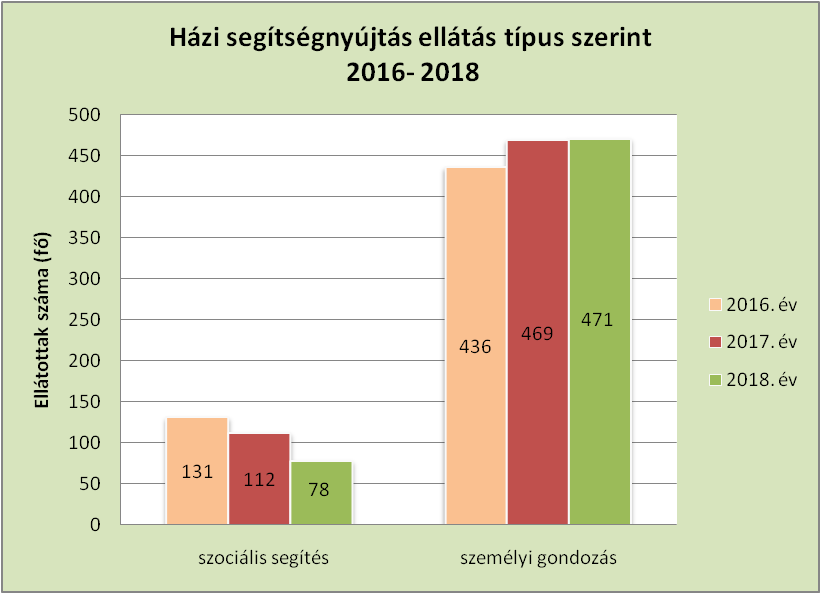 Házi segítségnyújtás ellátás típus szerint
2016- 2018
Ellátottak száma (fő)
500
450
400
350
300
250
200
150
100
50
0
131
112
78
436
469
471
szociális segítés
személyi gondozás
2016. év
2017. év
2018. év